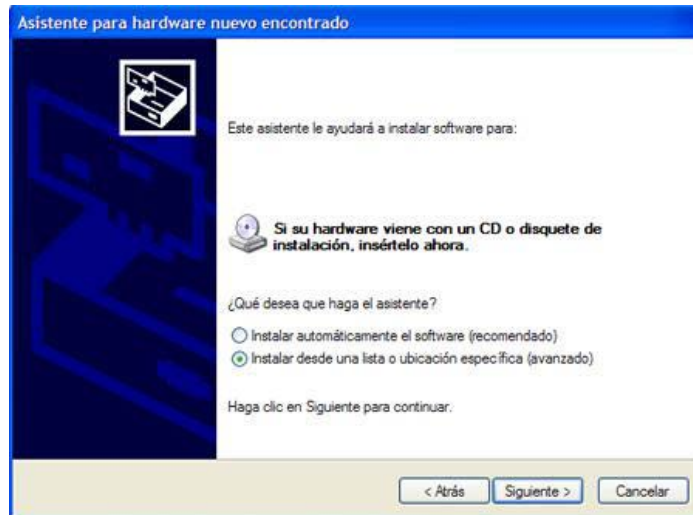 Asistente para hardware nuevo encontrado
Este asistente le ayudará a instalar software para:
Si su hardware viene con un CD o disquete de
instalación, insértelo ahora.
¿Qué desea que haga el asistente?
Instalar automáticamente el software (recomendado)
Instalar desde una lista o ubicación específica (avanzado)
Haga clic en Siguiente para continuar.
< Atrás Siguiente > Cancelar